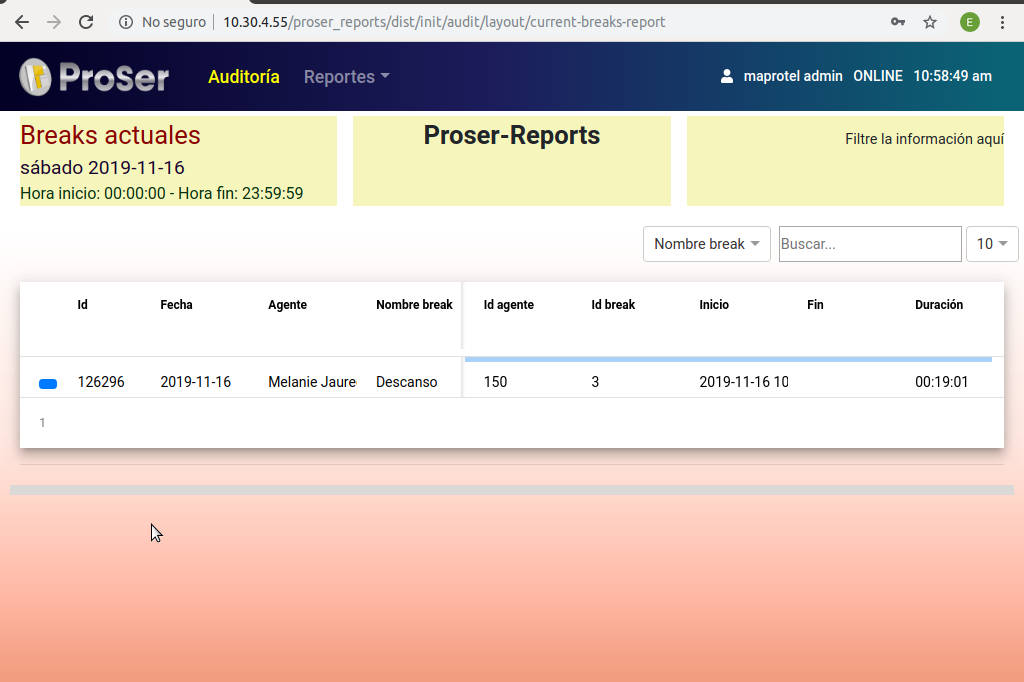 No seguro 10.30.4.55/proser_reports/dist/init/audit/layout/current-breaks-report E
ProSer Auditoría Reportes maprotel admin ONLINE 10:58:49 am
Breaks actuales
sábado 2019-11-16
Hora inicio: 00:00:00 - Hora fin: 23:59:59
Proser-Reports
Filtre la información aquí
Nombre break Buscar... 10
Id Fecha Agente Nombre break Id agente Id break Inicio Fin Duración
126296 2019-11-16 Melanie Jaure Descanso 150 3 2019-11-16 10 00:19:01
1